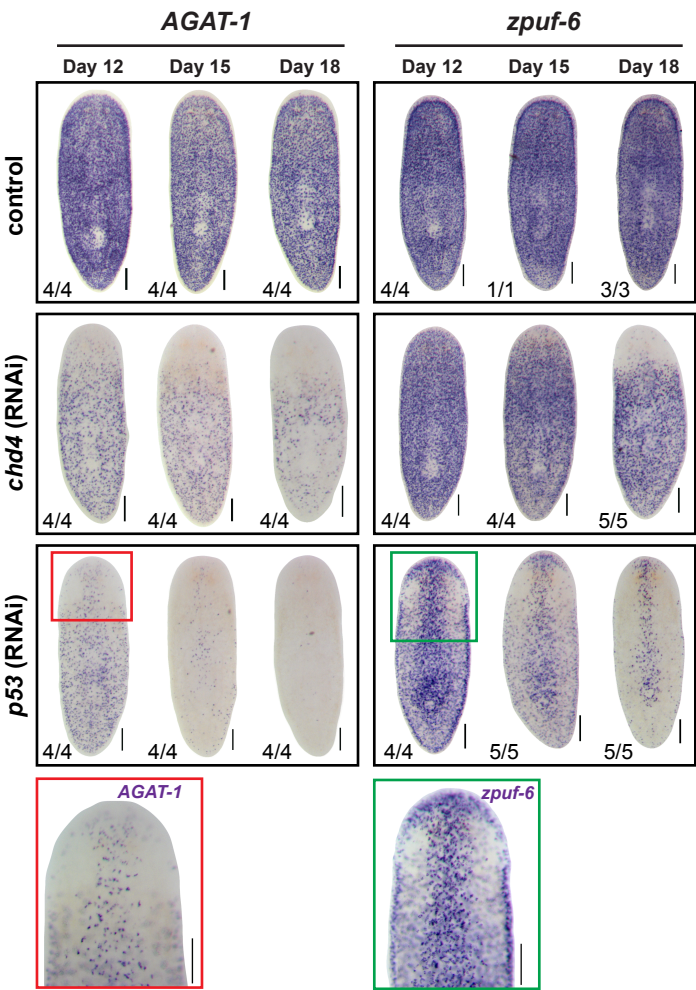 AGAT-1 zpuf-6
Day 12 Day 15 Day 18 Day 12 Day 15 Day 18
control
4/4 4/4 4/4 4/4 1/1 3/3
chd4 (RNAi)
4/4 4/4 4/4 4/4 4/4 5/5
p53 (RNAi)
4/4 4/4 4/4 4/4 5/5 5/5
AGAT-1 zpuf-6